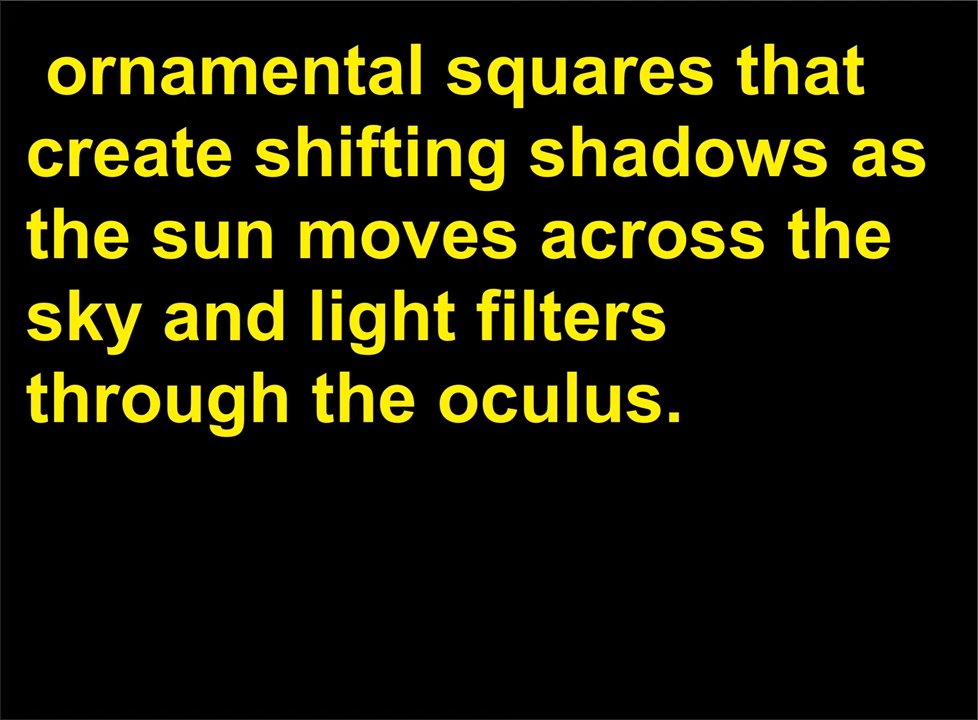 ornamental squares that
create shifting shadows as
the sun moves across the
sky and light filters
through the oculus.